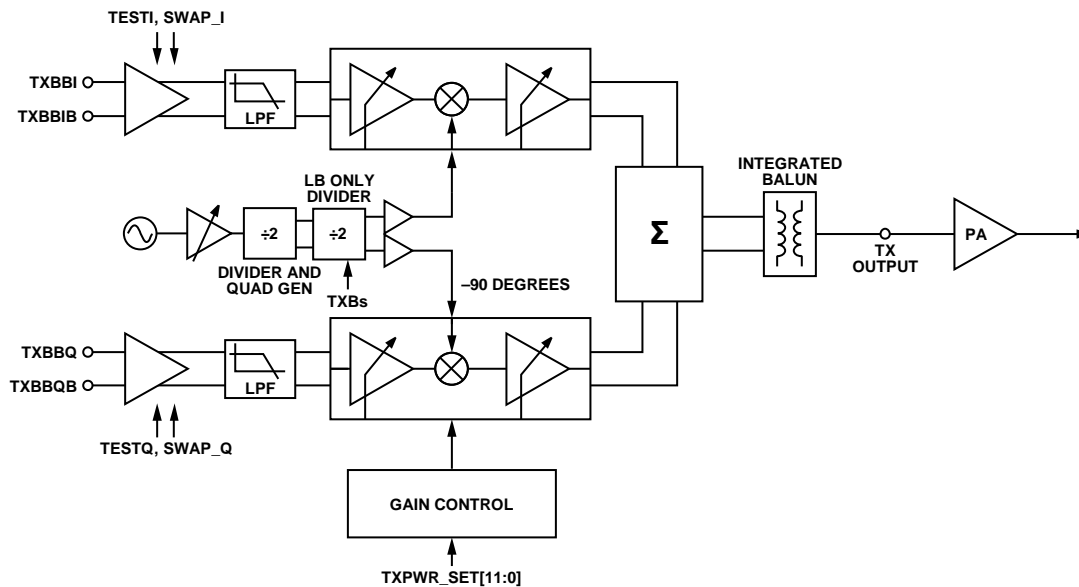 TESTI, SWAP_I
TXBBI
TXBBIB
LPF
LB ONLY
DIVIDER
÷2
÷2
DIVIDER AND
QUAD GEN
TXBs
–90 DEGREES
Σ
INTEGRATED
BALUN
TX
OUTPUT
PA
TXBBQ
TXBBQB
LPF
TESTQ, SWAP_Q
GAIN CONTROL
TXPWR_SET[11:0]